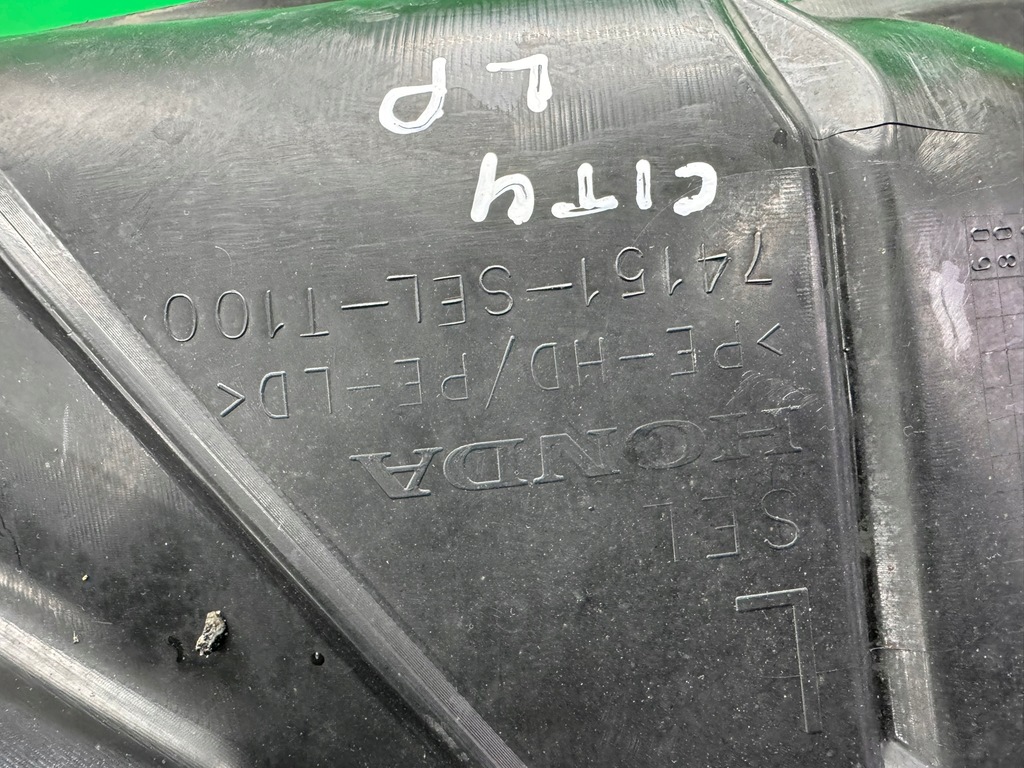 L
SEL
HONDA
>PE-HD/PE-LD<
74151-SEL-T100
CITY
LP